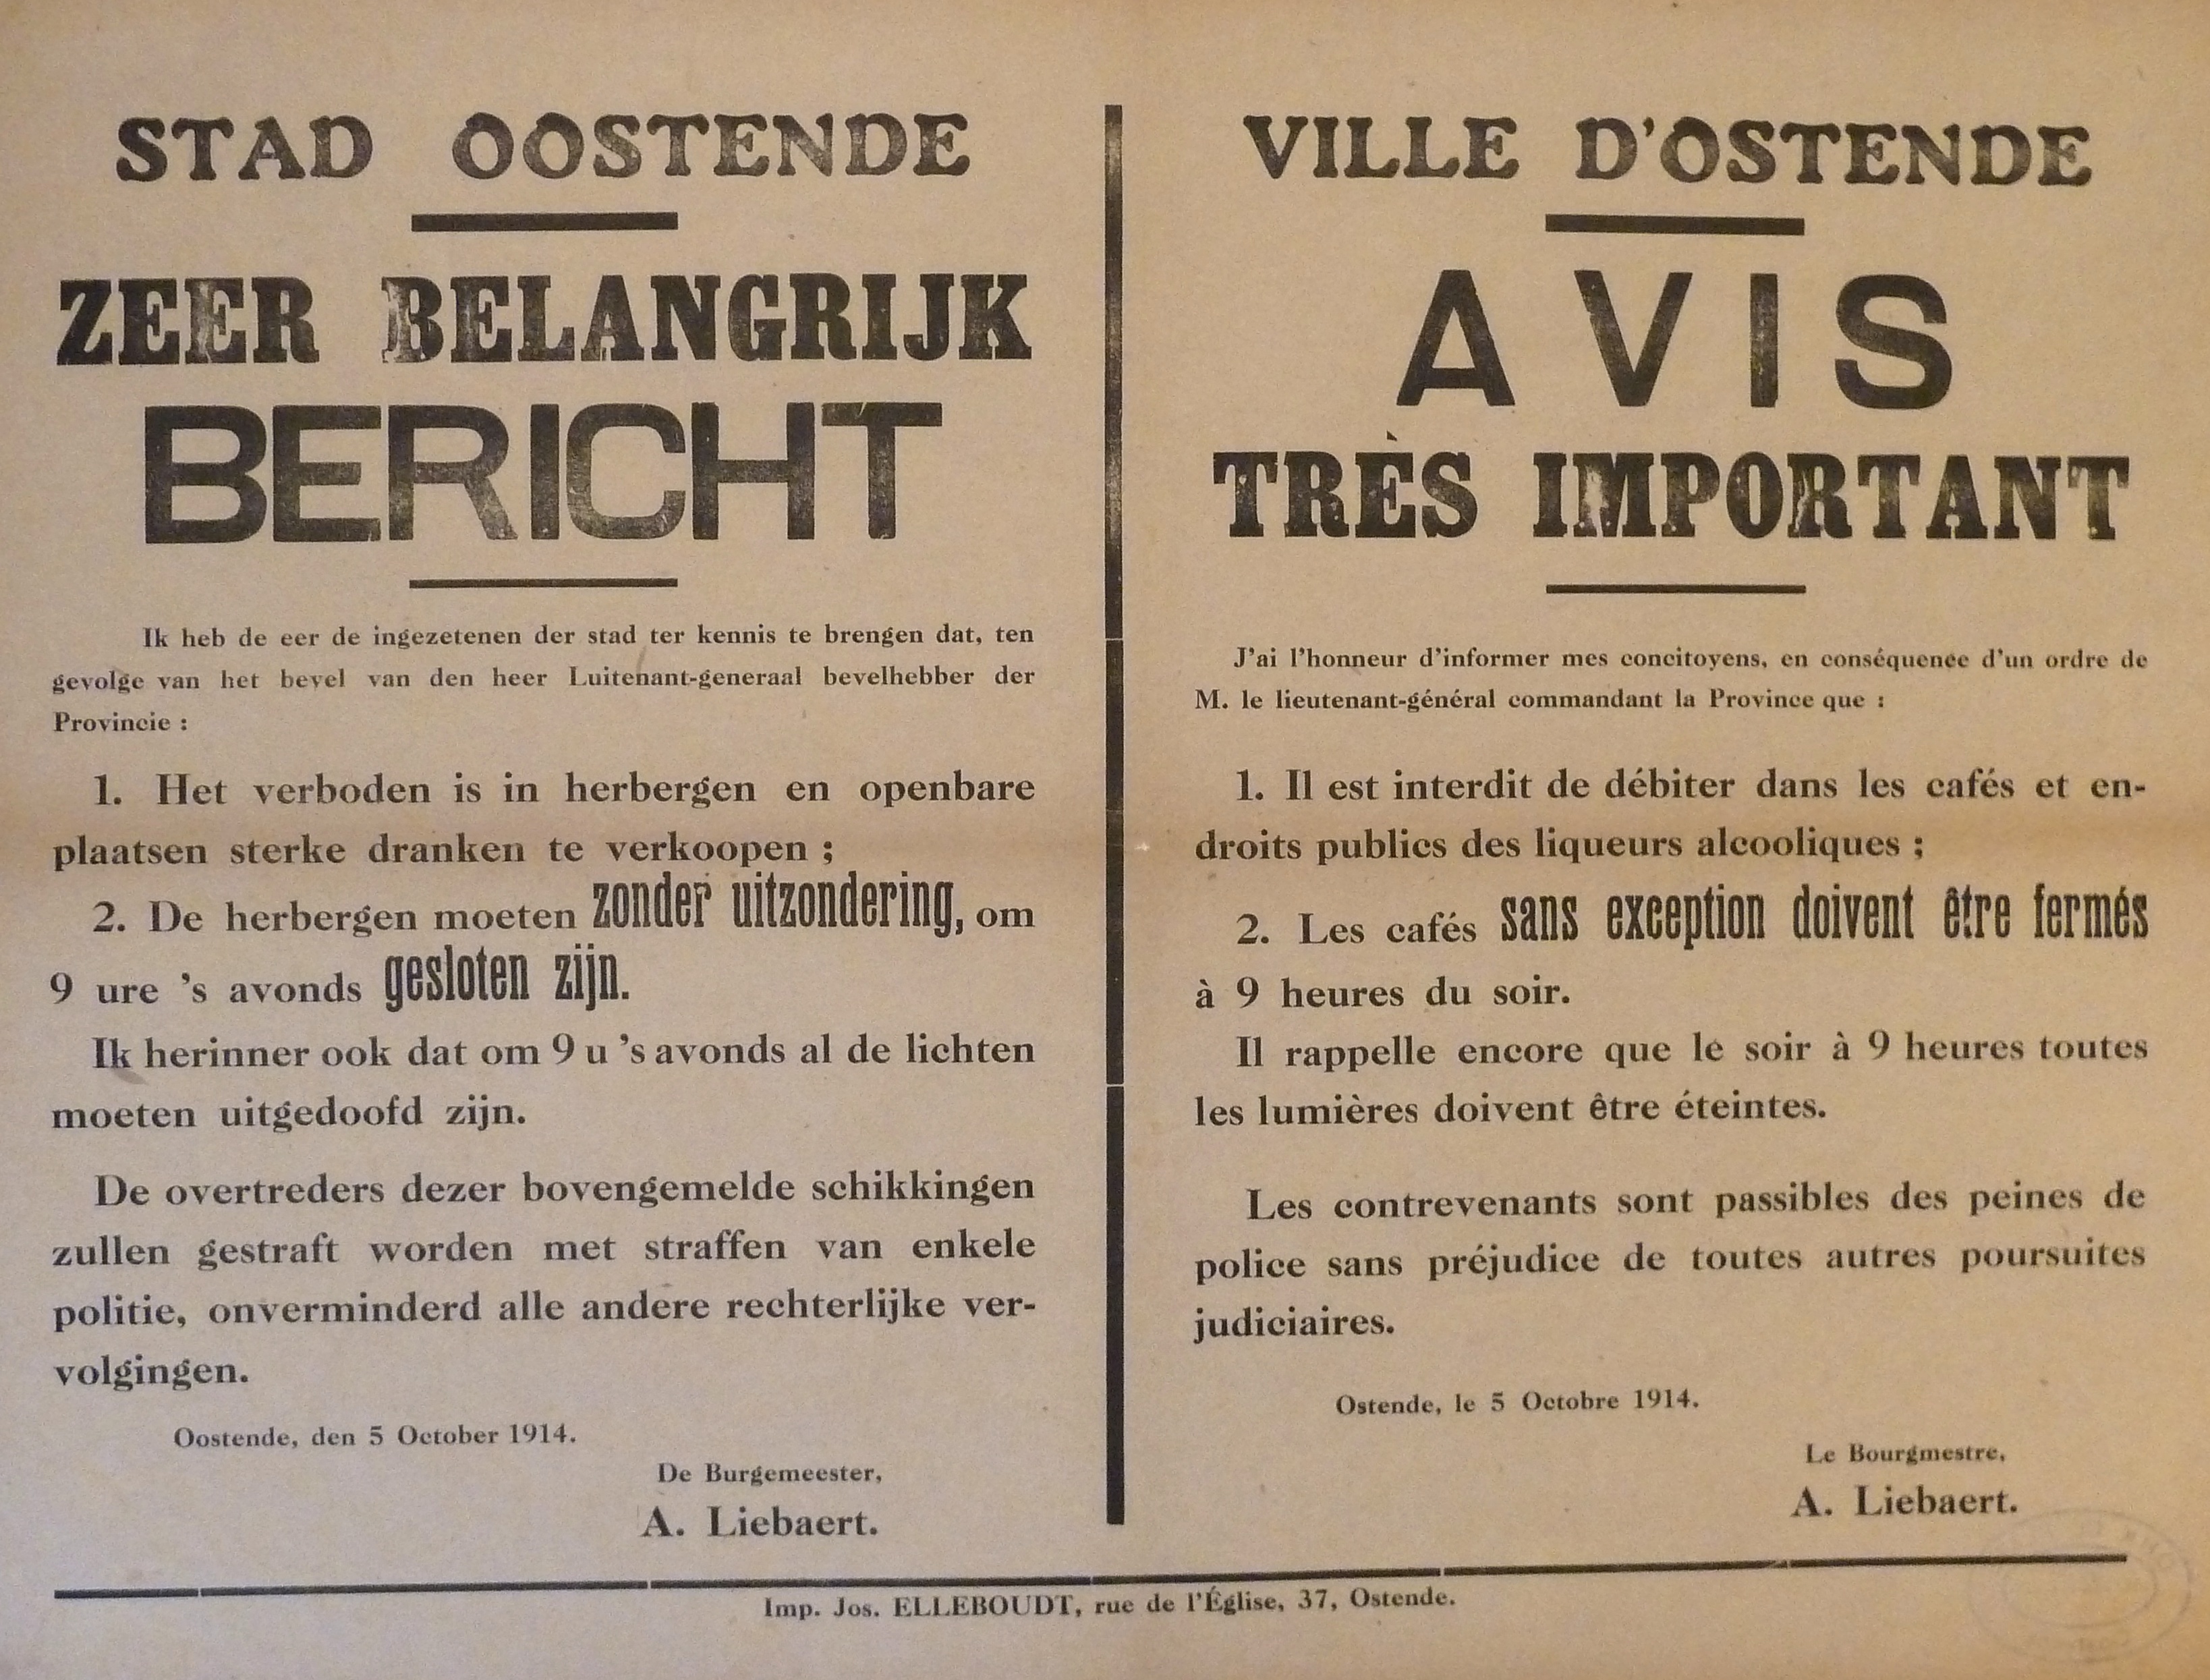 STAD OOSTENDE
ZEER BELANGRIJK
BERICHT
Ik heb de eer de ingezetenen der stad ter kennis te brengen dat, ten
gevolge van het bevel van den heer Luitenant-generaal bevelhebber der
Provincie :
1. Het verboden is in herbergen en openbare
plaatsen sterke dranken te verkoopen ;
2. De herbergen moeten zonder uitzondering, om
9 ure 's avonds gesloten zijn.
Ik herinner ook dat om 9 u 's avonds al de lichten
moeten uitgedoofd zijn.
De overtreders dezer bovengemelde schikkingen
zullen gestraft worden met straffen van enkele
politie, onverminderd alle andere rechterlijke ver-
volgingen.
Oostende, den 5 October 1914.
De Burgemeester,
A. Liebaert.
VILLE D'OSTENDE
AVIS
TRÈS IMPORTANT
J'ai l'honneur d'informer mes concitoyens, en conséquence d'un ordre de
M. le lieutenant-général commandant la Province que :
1. Il est interdit de débiter dans les cafés et en-
droits publics des liqueurs alcooliques ;
2. Les cafés sans exception doivent être fermés
à 9 heures du soir.
Il rappelle encore que le soir à 9 heures toutes
les lumières doivent être éteintes.
Les contrevenants sont passibles des peines de
police sans préjudice de toutes autres poursuites
judiciaires.
Ostende, le 5 Octobre 1914.
Le Bourgmestre,
A. Liebaert.
Imp. Jos. ELLEBOUDT, rue de l'Église, 37, Ostende.